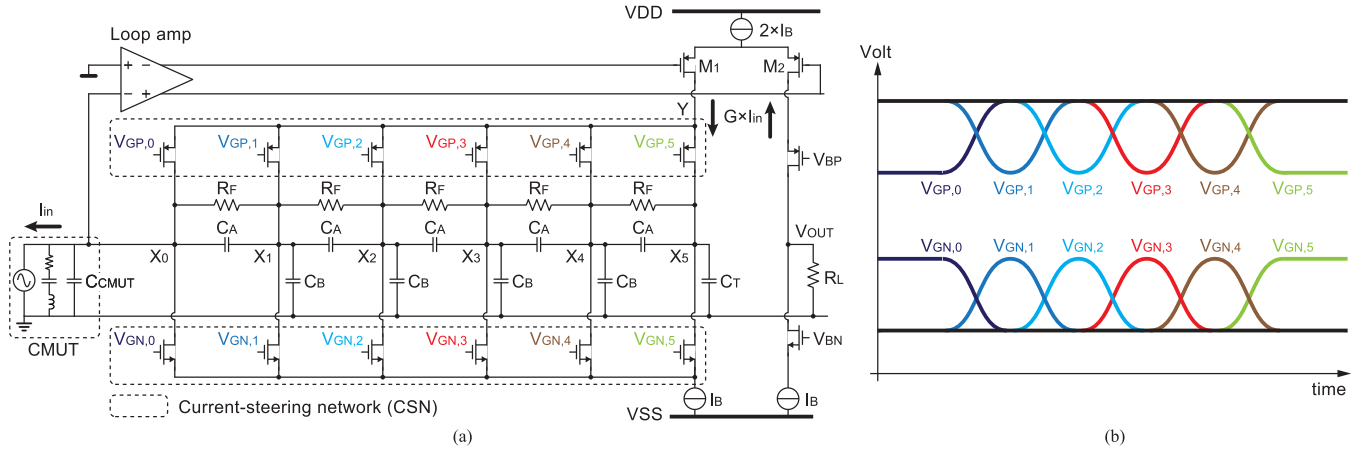 VDD
Loop amp
2×IB
Volt
+ −
− +
M1 M2
Y
G×Iin
VGP,0 VGP,1 VGP,2 VGP,3 VGP,4 VGP,5
VBP
RF RF RF RF RF
Iin
CA CA CA CA CA
VOUT
X0 X1 X2 X3 X4 X5
CCMUT
CB CB CB CB CT
RL
CMUT
VGN,0 VGN,1 VGN,2 VGN,3 VGN,4 VGN,5
VBN
Current-steering network (CSN)
VSS
IB IB
(a)
VGP,0 VGP,1 VGP,2 VGP,3 VGP,4 VGP,5
VGN,0 VGN,1 VGN,2 VGN,3 VGN,4 VGN,5
time
(b)